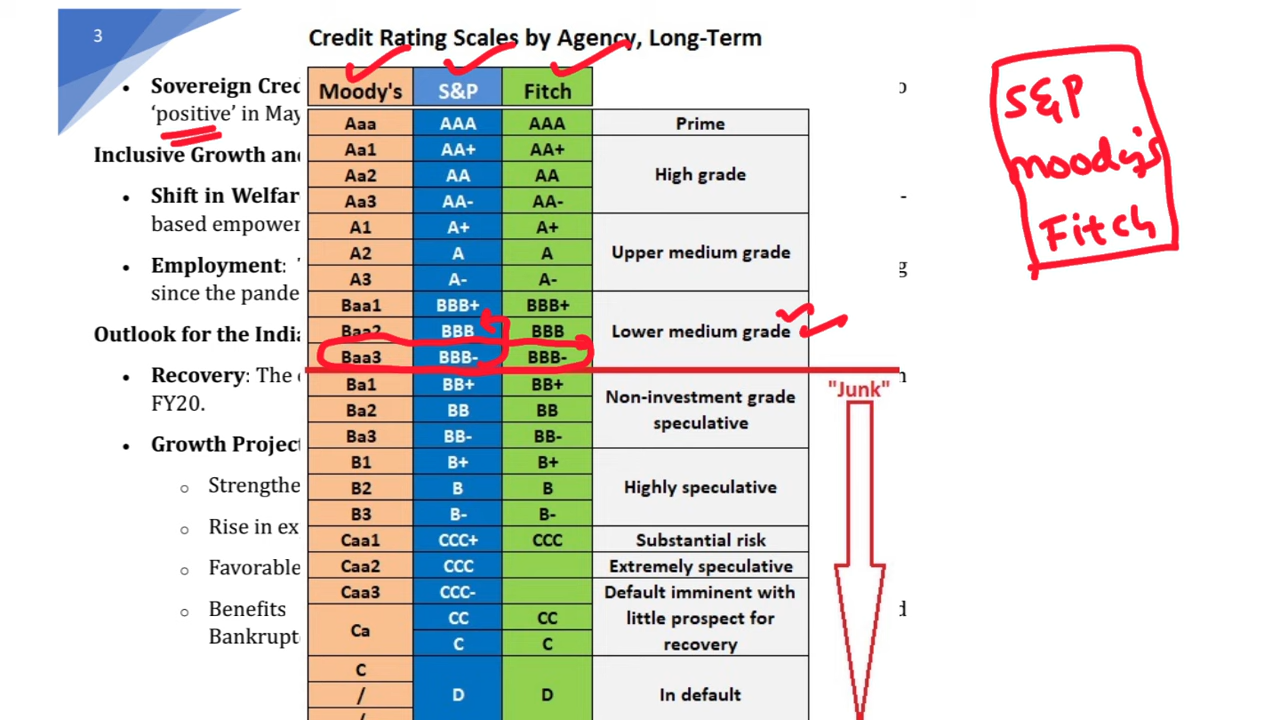 3
Credit Rating Scales by Agency, Long-Term
Moody's S&P Fitch
Aaa AAA AAA Prime
Aa1 AA+ AA+
Aa2 AA AA High grade
Aa3 AA- AA-
A1 A+ A+
A2 A A Upper medium grade
A3 A- A-
Baa1 BBB+ BBB+
Baa2 BBB BBB Lower medium grade
Baa3 BBB- BBB-
Ba1 BB+ BB+ Non-investment grade
Ba2 BB BB speculative
Ba3 BB- BB-
B1 B+ B+
B2 B B Highly speculative
B3 B- B-
Caa1 CCC+ CCC Substantial risk
Caa2 CCC Extremely speculative
Caa3 CCC- Default imminent with
Ca CC CC little prospect for
C C recovery
C
/ D D In default
"Junk"
• Sovereign Cred
'positive' in May
Inclusive Growth an
• Shift in Welfar
based empower
• Employment:
since the pande
Outlook for the Indi
• Recovery: The
FY20.
• Growth Project
o Strengthe
o Rise in ex
o Favorable
o Benefits
Bankrupt
S&P
moody's
Fitch